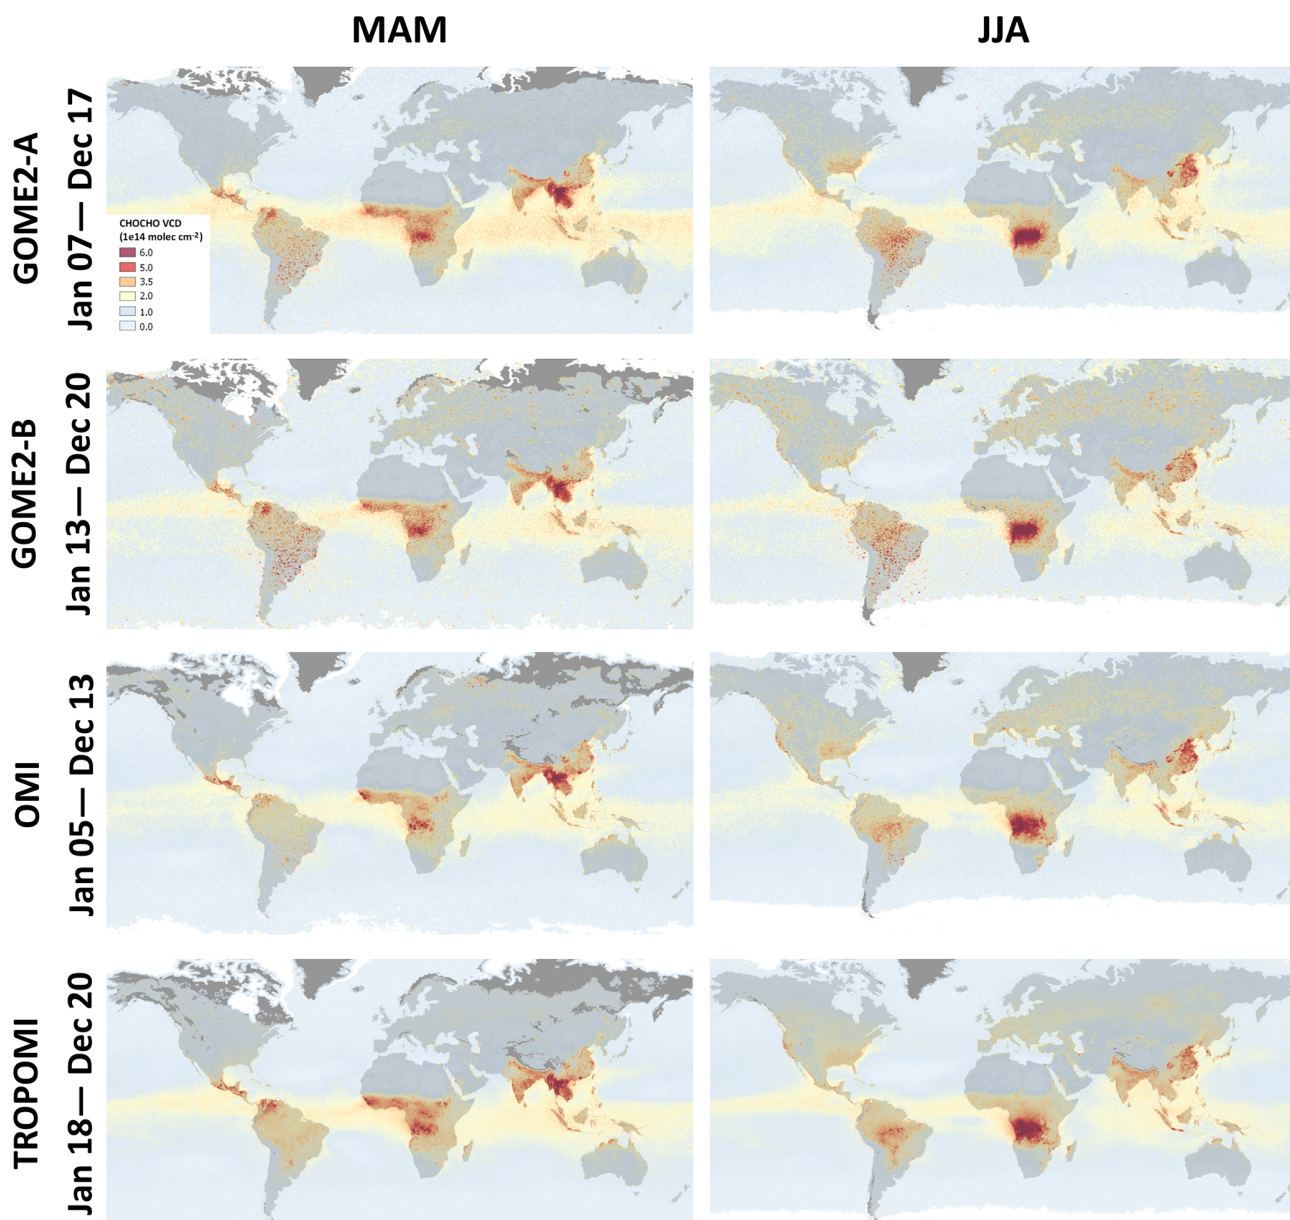 MAM
JJA
GOME2-A
Jan 07— Dec 17
CHOCHO VCD
(1e14 molec cm-2)
6.0
5.0
3.5
2.0
1.0
0.0
GOME2-B
Jan 13— Dec 20
OMI
Jan 05— Dec 13
TROPOMI
Jan 18— Dec 20